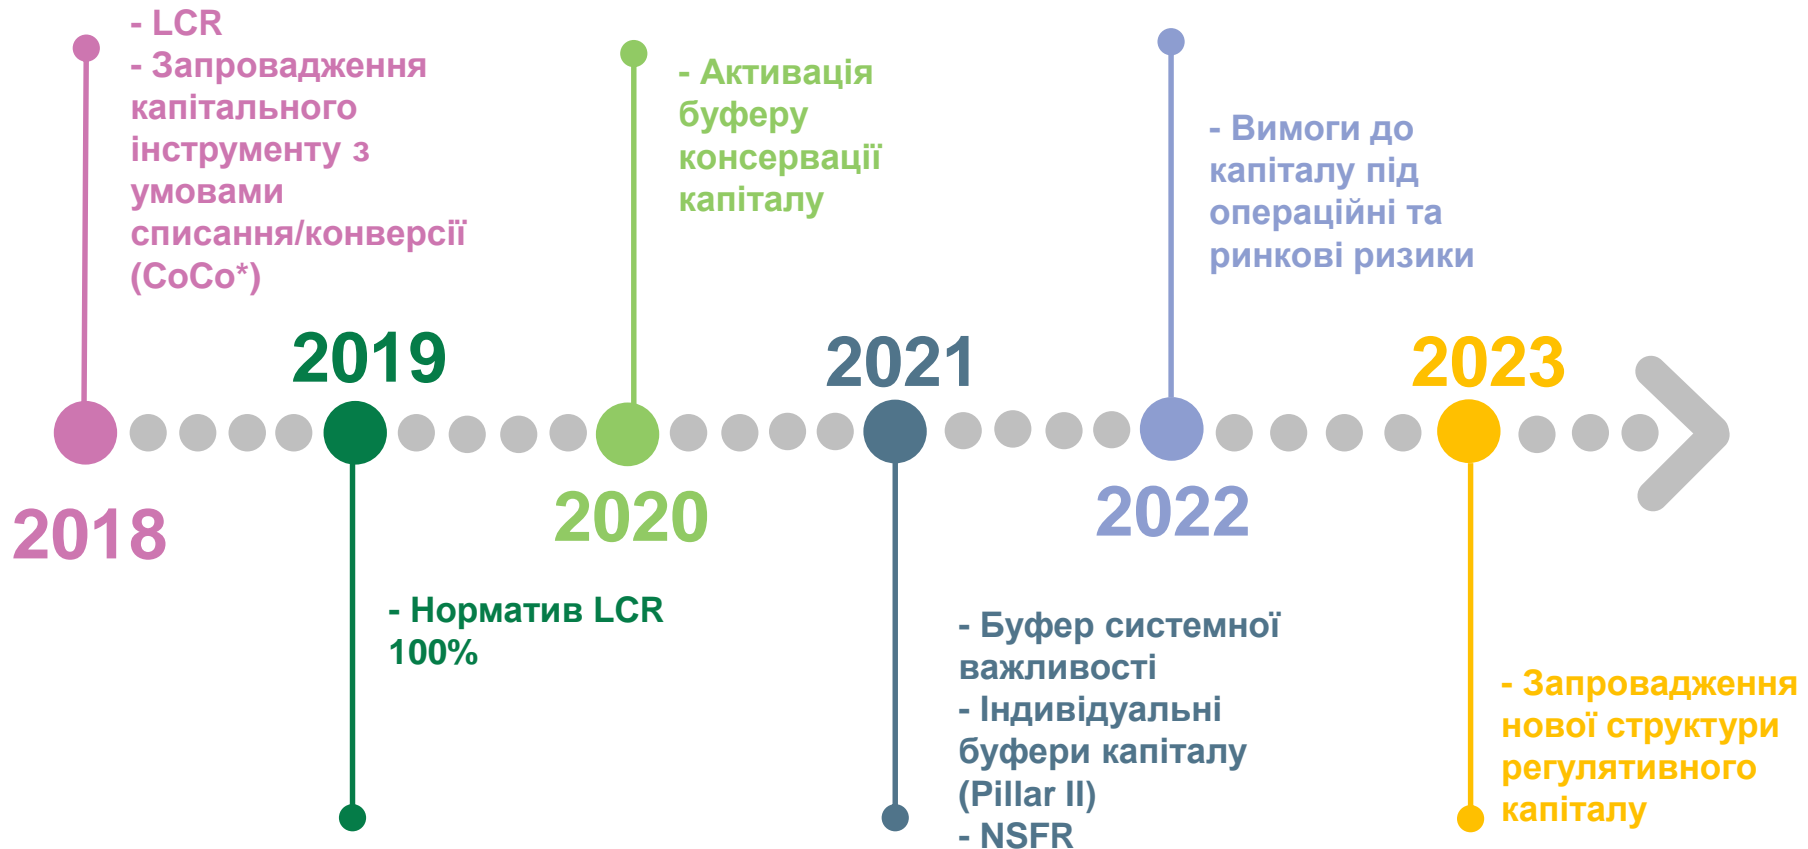 - LCR
- Запровадження
капітального
інструменту з
умовами
списання/конверсії
(CoCo*)
2018
2019
- Норматив LCR
100%
- Активація
буферу
консервації
капіталу
2020
2021
- Буфер системної
важливості
- Індивідуальні
буфери капіталу
(Pillar II)
- NSFR
- Вимоги до
капіталу під
операційні та
ринкові ризики
2022
2023
- Запровадження
нової структури
регулятивного
капіталу